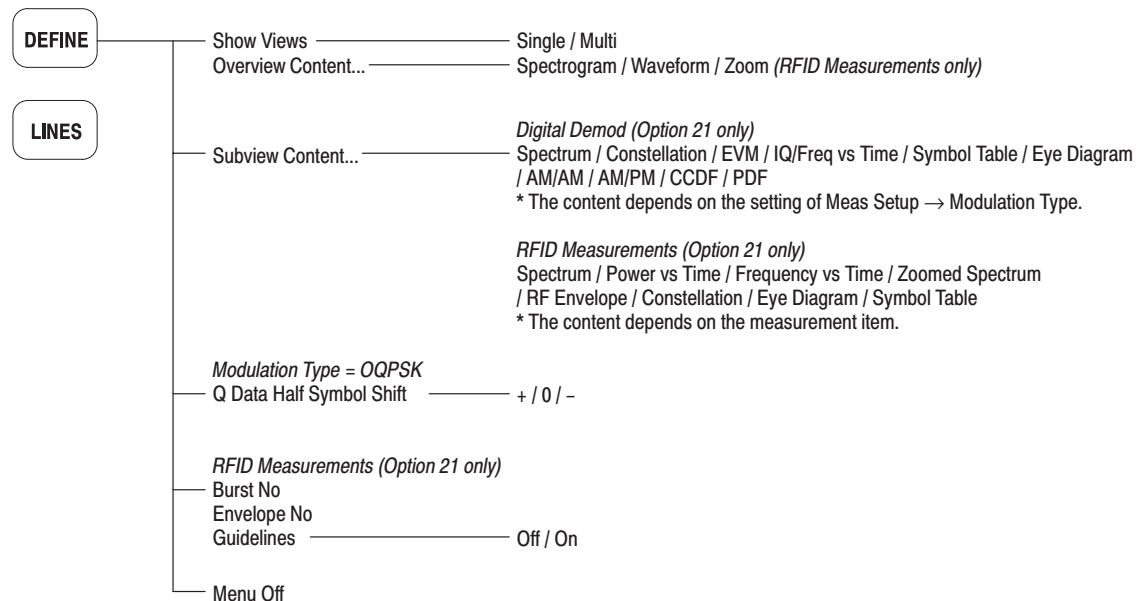 DEFINE
Show Views Single / Multi
Overview Content... Spectrogram / Waveform / Zoom (RFID Measurements only)
LINES
Digital Demod (Option 21 only)
Subview Content... Spectrum / Constellation / EVM / IQ/Freq vs Time / Symbol Table / Eye Diagram
/ AM/AM / AM/PM / CCDF / PDF
* The content depends on the setting of Meas Setup → Modulation Type.
RFID Measurements (Option 21 only)
Spectrum / Power vs Time / Frequency vs Time / Zoomed Spectrum
/ RF Envelope / Constellation / Eye Diagram / Symbol Table
* The content depends on the measurement item.
Modulation Type = OQPSK
Q Data Half Symbol Shift + / 0 / –
RFID Measurements (Option 21 only)
Burst No
Envelope No
Guidelines Off / On
Menu Off